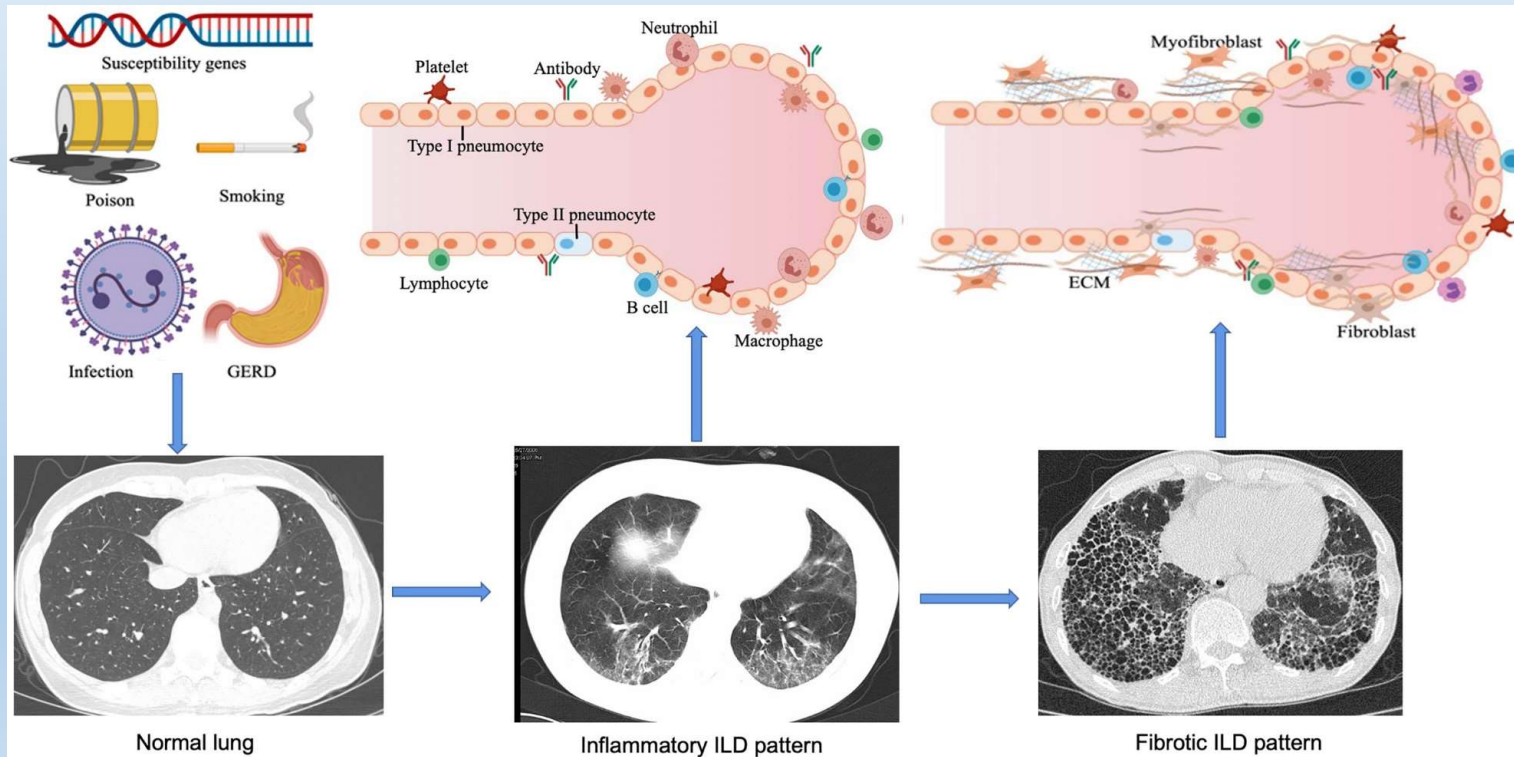 Susceptibility genes
Poison
Smoking
Infection
GERD
Neutrophil
Platelet
Antibody
Type I pneumocyte
Type II pneumocyte
Lymphocyte
B cell
Macrophage
Myofibroblast
ECM
Fibroblast
Normal lung
Inflammatory ILD pattern
Fibrotic ILD pattern